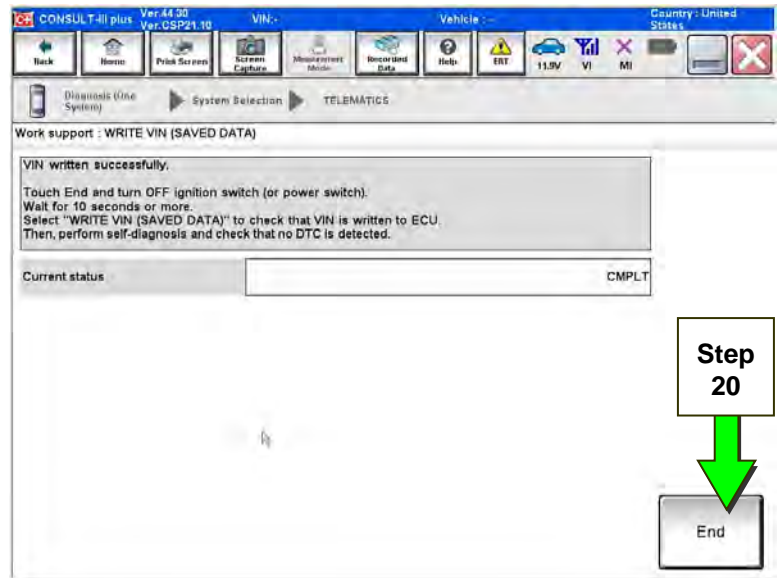 CONSULT-III plus Ver.44.30 Ver.CSP21.10 VIN:- Vehicle : - Country : United States
Back Home Print Screen Screen Capture Measurement Mode Recorded Data Help ERT 11.9V VI MI
Diagnosis (One System) System Selection TELEMATICS
Work support : WRITE VIN (SAVED DATA)
VIN written successfully.
Touch End and turn OFF ignition switch (or power switch).
Wait for 10 seconds or more.
Select "WRITE VIN (SAVED DATA)" to check that VIN is written to ECU.
Then, perform self-diagnosis and check that no DTC is detected.
Current status CMPLT
Step
20
End